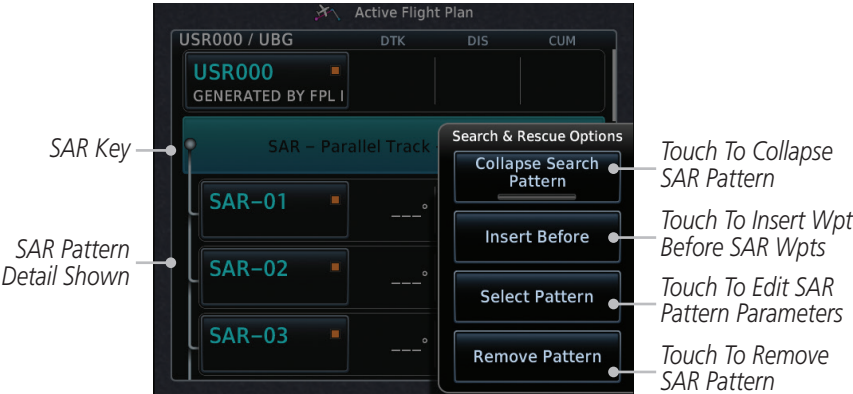 Active Flight Plan
USR000 / UBG DTK DIS CUM
USR000
GENERATED BY FPL I
SAR Key
SAR – Parallel Track
SAR–01
___°
SAR Pattern
Detail Shown
SAR–02
___°
SAR–03
___°
Search & Rescue Options
Collapse Search
Pattern
Touch To Collapse
SAR Pattern
Insert Before
Touch To Insert Wpt
Before SAR Wpts
Select Pattern
Touch To Edit SAR
Pattern Parameters
Remove Pattern
Touch To Remove
SAR Pattern